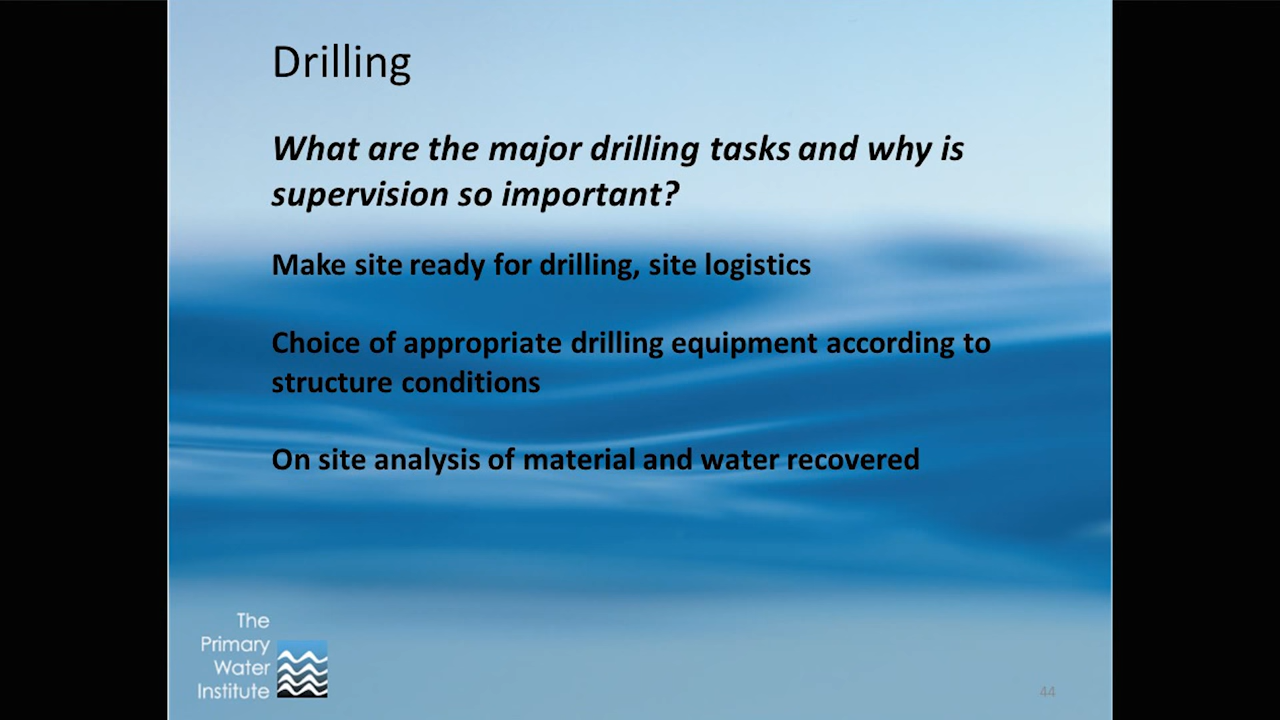 Drilling
What are the major drilling tasks and why is
supervision so important?
Make site ready for drilling, site logistics
Choice of appropriate drilling equipment according to
structure conditions
On site analysis of material and water recovered
The
Primary
Water
Institute
44